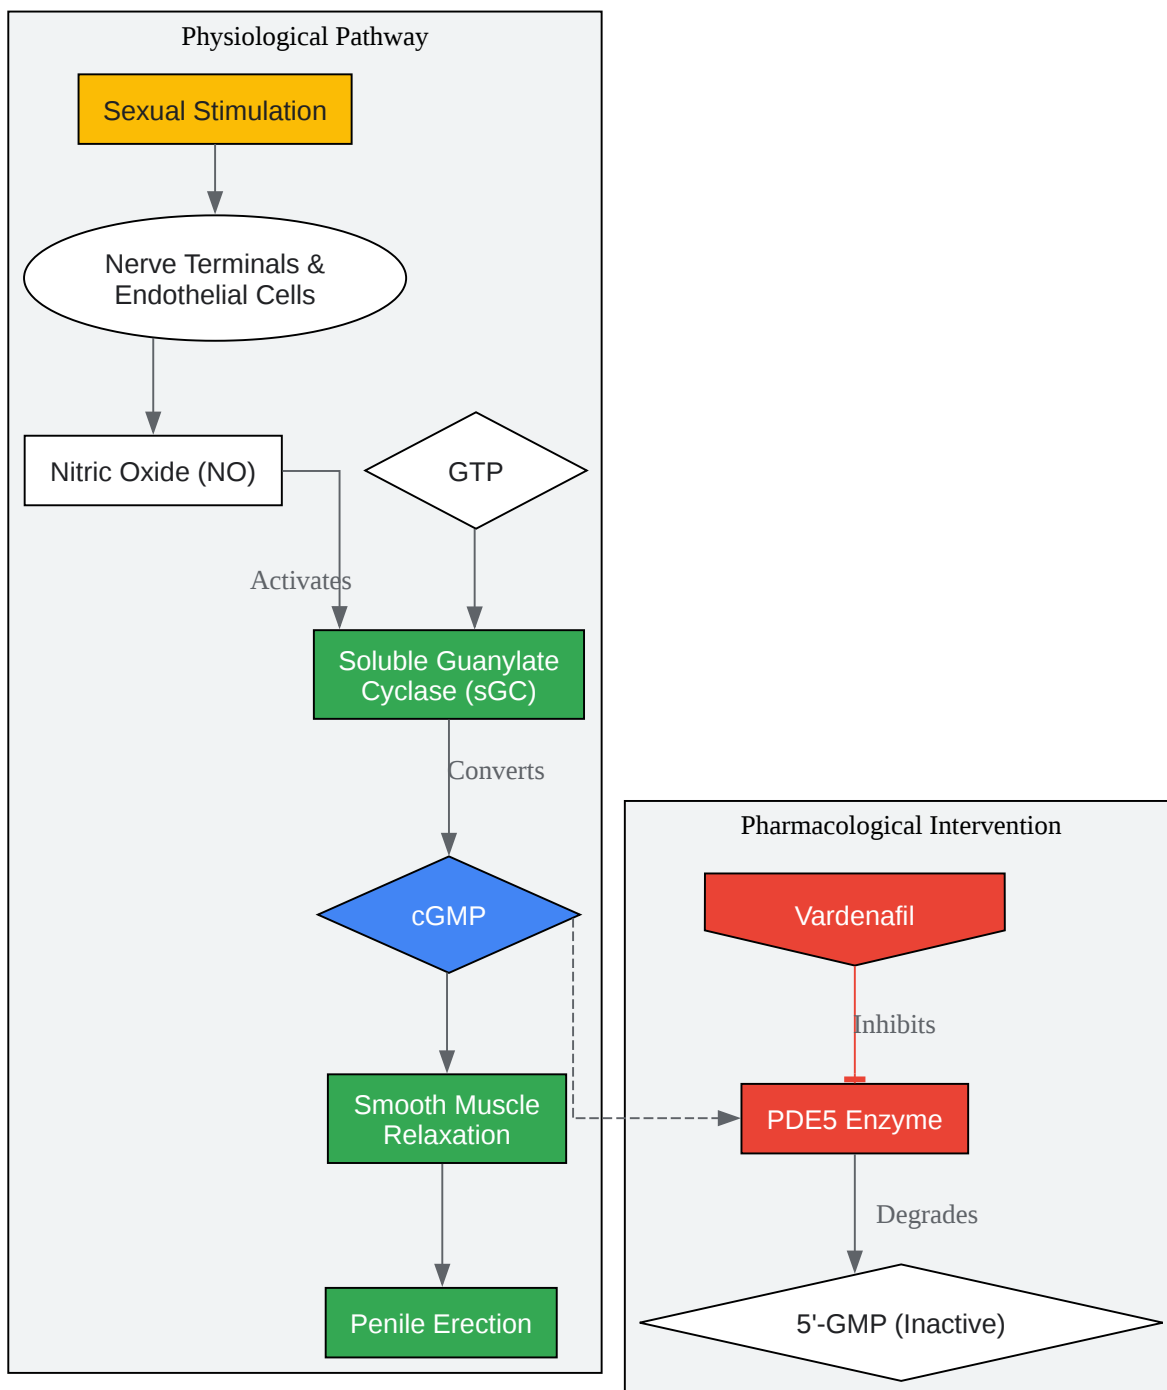 Physiological Pathway
Sexual Stimulation
Nerve Terminals &
Endothelial Cells
Nitric Oxide (NO)
GTP
Activates
Soluble Guanylate
Cyclase (sGC)
Converts
cGMP
Smooth Muscle
Relaxation
Penile Erection
Pharmacological Intervention
Vardenafil
Inhibits
PDE5 Enzyme
Degrades
5'-GMP (Inactive)